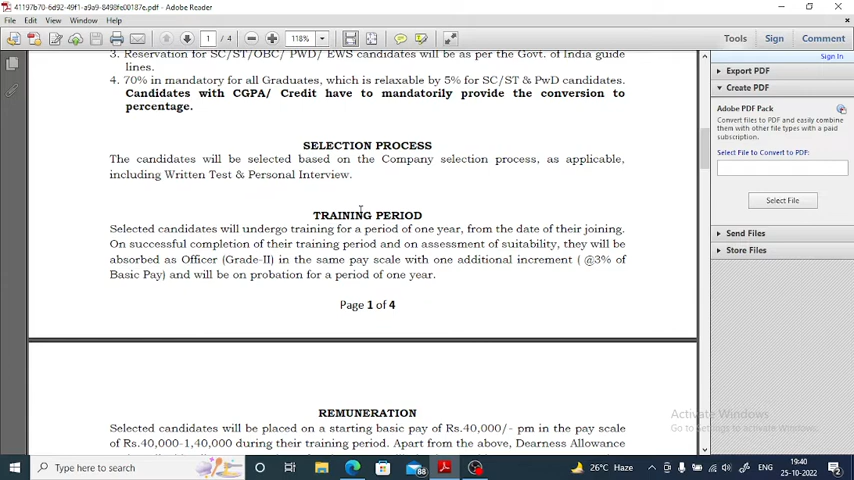 41197b70-6d92-49f1-a9a9-8498fe00187e.pdf - Adobe Reader
File Edit View Window Help
1 / 4 118% Tools Sign Comment
Sign In
3. Reservation for SC/ST/OBC/ PWD/ EWS candidates will be as per the Govt. of India guide
lines.
4. 70% in mandatory for all Graduates, which is relaxable by 5% for SC/ST & PwD candidates.
Candidates with CGPA/ Credit have to mandatorily provide the conversion to
percentage.
SELECTION PROCESS
The candidates will be selected based on the Company selection process, as applicable,
including Written Test & Personal Interview.
TRAINING PERIOD
Selected candidates will undergo training for a period of one year, from the date of their joining.
On successful completion of their training period and on assessment of suitability, they will be
absorbed as Officer (Grade-II) in the same pay scale with one additional increment ( @3% of
Basic Pay) and will be on probation for a period of one year.
Page 1 of 4
REMUNERATION
Selected candidates will be placed on a starting basic pay of Rs.40,000/- pm in the pay scale
of Rs.40,000-1,40,000 during their training period. Apart from the above, Dearness Allowance
Export PDF
Create PDF
Adobe PDF Pack
Convert files to PDF and easily combine
them with other file types with a paid
subscription.
Select File to Convert to PDF:
Select File
Send Files
Store Files
Activate Windows
Go to Settings to activate Windows.
Type here to search
88
26°C Haze
ENG
19:40
25-10-2022
2